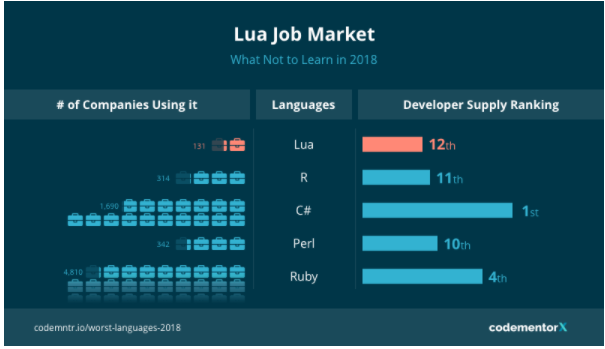 Lua Job Market
What Not to Learn in 2018
# of Companies Using it Languages Developer Supply Ranking
131 Lua 12th
314 R 11th
1,690 C# 1st
342 Perl 10th
4,810 Ruby 4th
codemntr.io/worst-languages-2018 codementorX